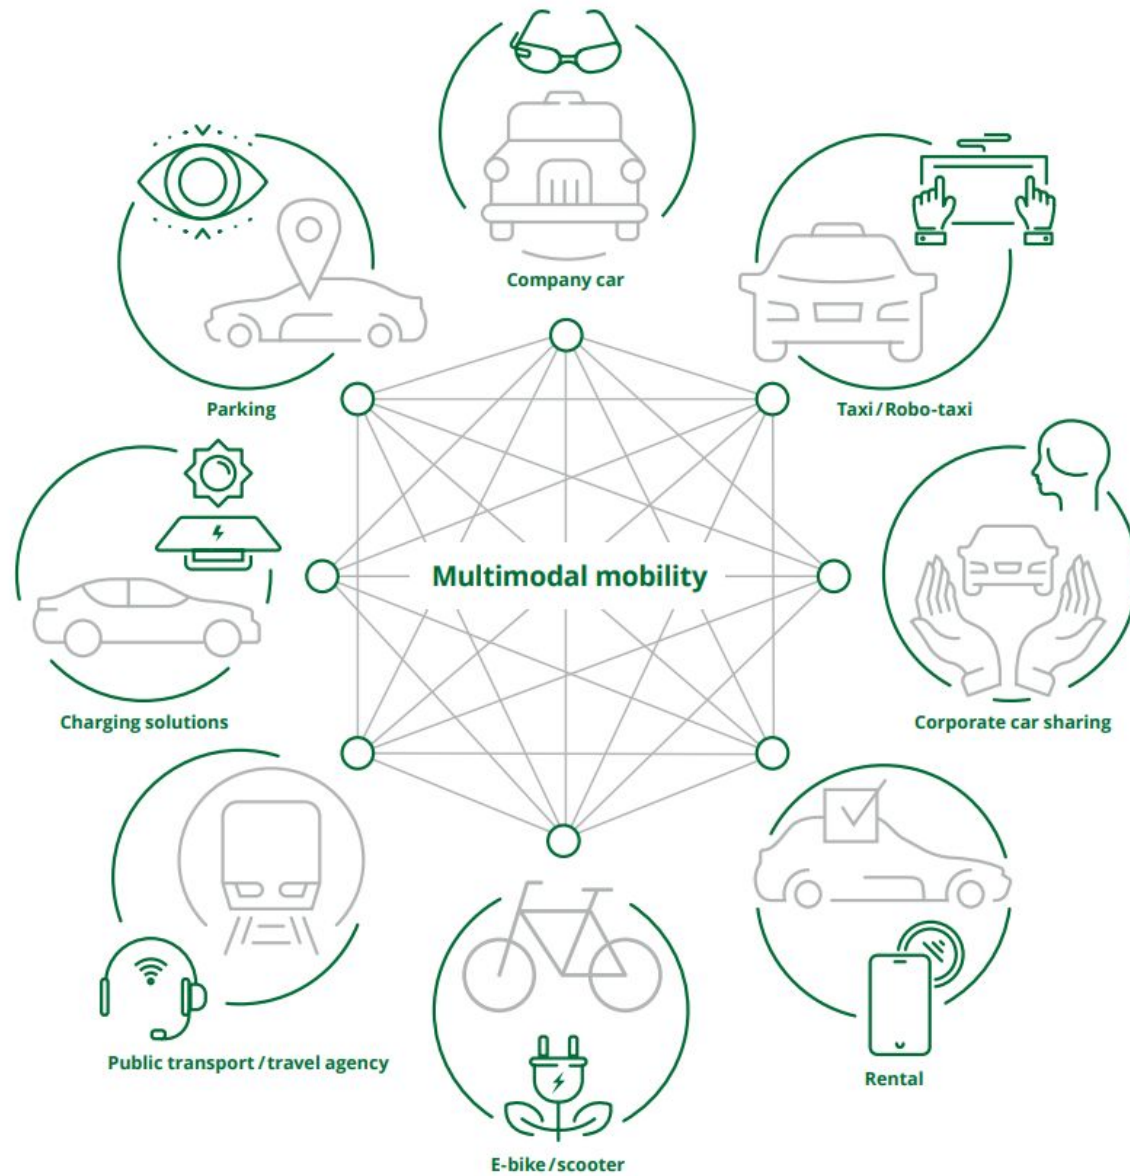 Company car
Parking
Taxi/Robo-taxi
Multimodal mobility
Charging solutions
Corporate car sharing
Public transport/travel agency
Rental
E-bike/scooter